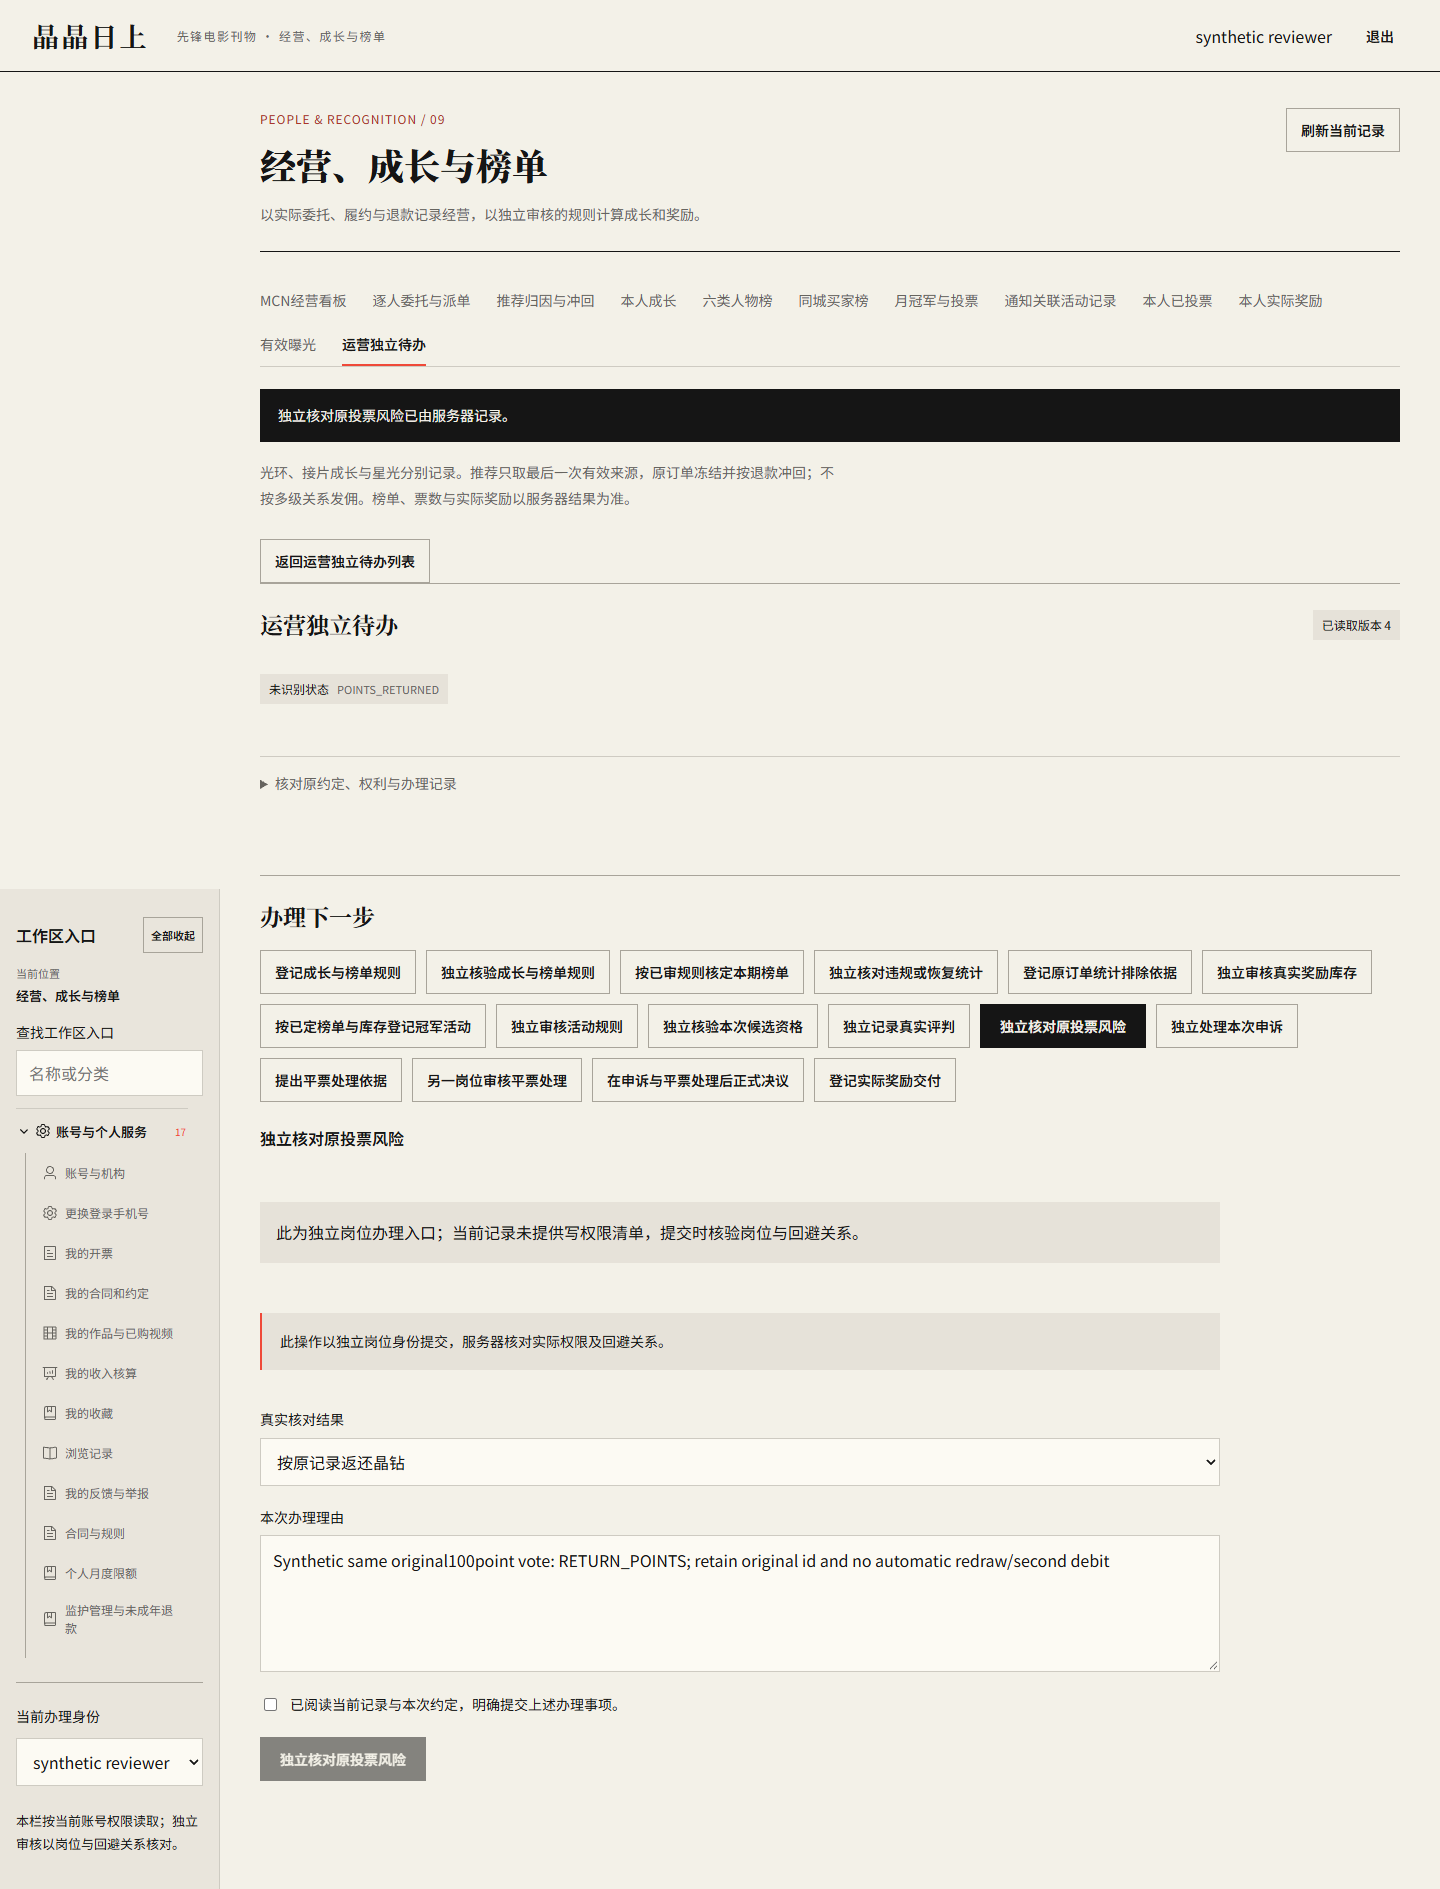 晶晶日上
先锋电影刊物 • 经营、成长与榜单
synthetic reviewer
退出
PEOPLE & RECOGNITION / 09
刷新当前记录
经营、成长与榜单
以实际委托、履约与退款记录经营，以独立审核的规则计算成长和奖励。
MCN经营看板 逐人委托与派单 推荐归因与冲回 本人成长 六类人物榜 同城买家榜 月冠军与投票 通知关联活动记录 本人已投票 本人实际奖励
有效曝光 运营独立待办
独立核对原投票风险已由服务器记录。
光环、接片成长与星光分别记录。推荐只取最后一次有效来源，原订单冻结并按退款冲回；不
按多级关系发佣。榜单、票数与实际奖励以服务器结果为准。
返回运营独立待办列表
运营独立待办
已读取版本 4
未识别状态 POINTS_RETURNED
核对原约定、权利与办理记录
办理下一步
登记成长与榜单规则 独立核验成长与榜单规则 按已审规则核定本期榜单 独立核对违规或恢复统计 登记原订单统计排除依据 独立审核真实奖励库存
按已定榜单与库存登记冠军活动 独立审核活动规则 独立核验本次候选资格 独立记录真实评判 独立核对原投票风险 独立处理本次申诉
提出平票处理依据 另一岗位审核平票处理 在申诉与平票处理后正式决议 登记实际奖励交付
独立核对原投票风险
此为独立岗位办理入口；当前记录未提供写权限清单，提交时核验岗位与回避关系。
此操作以独立岗位身份提交，服务器核对实际权限及回避关系。
真实核对结果
按原记录返还晶钻
本次办理理由
Synthetic same original100point vote: RETURN_POINTS; retain original id and no automatic redraw/second debit
已阅读当前记录与本次约定，明确提交上述办理事项。
独立核对原投票风险
工作区入口
全部收起
当前位置
经营、成长与榜单
查找工作区入口
名称或分类
账号与个人服务 17
账号与机构
更换登录手机号
我的开票
我的合同和约定
我的作品与已购视频
我的收入核算
我的收藏
浏览记录
我的反馈与举报
合同与规则
个人月度限额
监护管理与未成年退
款
当前办理身份
synthetic reviewer
本栏按当前账号权限读取；独立
审核以岗位与回避关系核对。